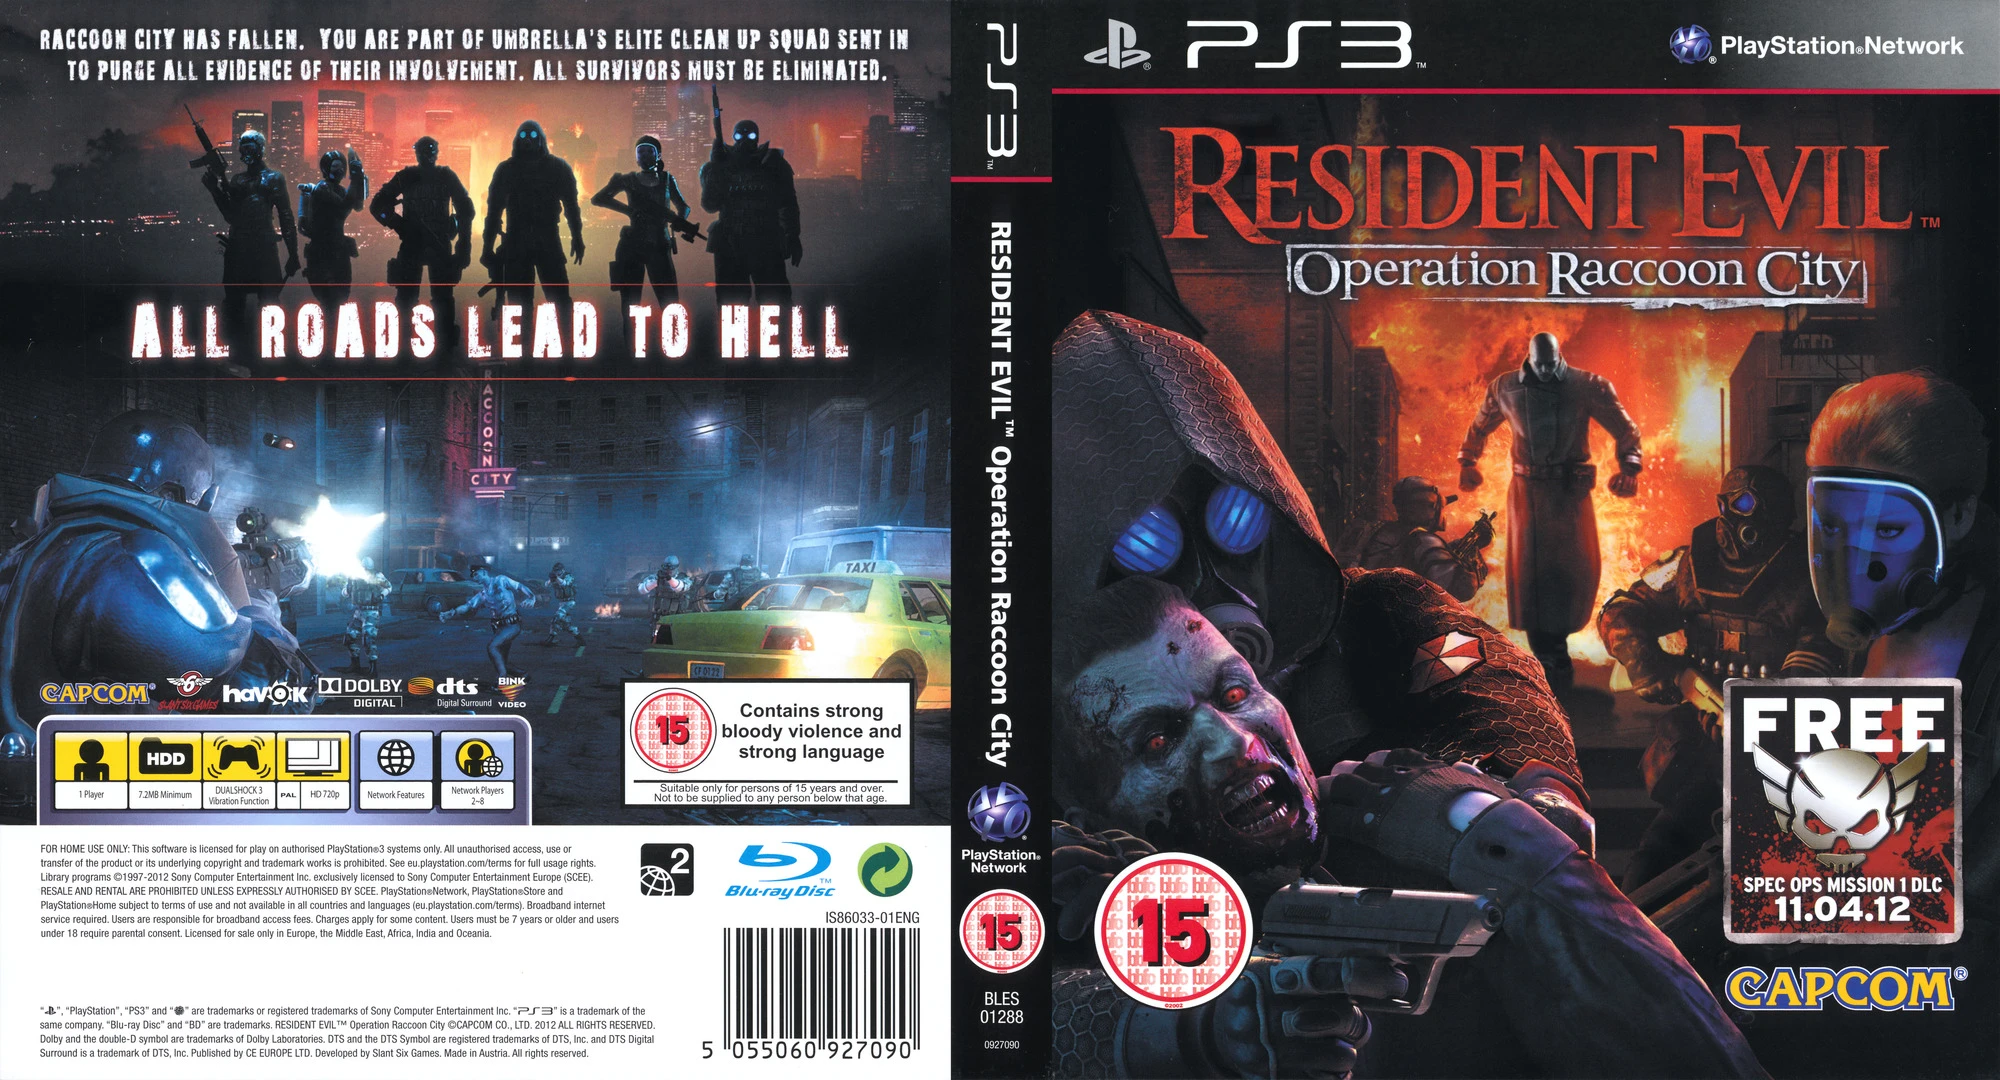 RACCOON CITY HAS FALLEN. YOU ARE PART OF UMBRELLA'S ELITE CLEAN UP SQUAD SENT IN
TO PURGE ALL EVIDENCE OF THEIR INVOLVEMENT. ALL SURVIVORS MUST BE ELIMINATED.
ALL ROADS LEAD TO HELL
RACCOON
CITY
TAXI
CAPCOM®
6
SLANT SIX GAMES
havok
DOLBY
DIGITAL
dts
Digital Surround
BINK
VIDEO
1 Player
HDD
7.2MB Minimum
DUALSHOCK 3
Vibration Function
PAL
HD 720p
Network Features
Network Players
2-8
15
Contains strong
bloody violence and
strong language
Suitable only for persons of 15 years and over.
Not to be supplied to any person below that age.
FOR HOME USE ONLY: This software is licensed for play on authorised PlayStation®3 systems only. All unauthorised access, use or
transfer of the product or its underlying copyright and trademark works is prohibited. See eu.playstation.com/terms for full usage rights.
Library programs ©1997-2012 Sony Computer Entertainment Inc. exclusively licensed to Sony Computer Entertainment Europe (SCEE).
RESALE AND RENTAL ARE PROHIBITED UNLESS EXPRESSLY AUTHORISED BY SCEE. PlayStation®Network, PlayStation®Store and
PlayStation®Home subject to terms of use and not available in all countries and languages (eu.playstation.com/terms). Broadband internet
service required. Users are responsible for broadband access fees. Charges apply for some content. Users must be 7 years or older and users
under 18 require parental consent. Licensed for sale only in Europe, the Middle East, Africa, India and Oceania.
2
Blu-ray Disc™
IS86033-01ENG
5 055060 927090
"", "PlayStation", "PS3" and "" are trademarks or registered trademarks of Sony Computer Entertainment Inc. "PS3" is a trademark of the
same company. "Blu-ray Disc" and "BD" are trademarks. RESIDENT EVIL™ Operation Raccoon City ©CAPCOM CO., LTD. 2012 ALL RIGHTS RESERVED.
Dolby and the double-D symbol are trademarks of Dolby Laboratories. DTS and the DTS Symbol are registered trademarks of DTS, Inc. and DTS Digital
Surround is a trademark of DTS, Inc. Published by CE EUROPE LTD. Developed by Slant Six Games. Made in Austria. All rights reserved.
PS3™
RESIDENT EVIL™ Operation Raccoon City
PlayStation®
Network
15
BLES
01288
0927090
PS3™
PlayStation®Network
RESIDENT EVIL™
Operation Raccoon City
FREE
SPEC OPS MISSION 1 DLC
11.04.12
15
©2002
CAPCOM®